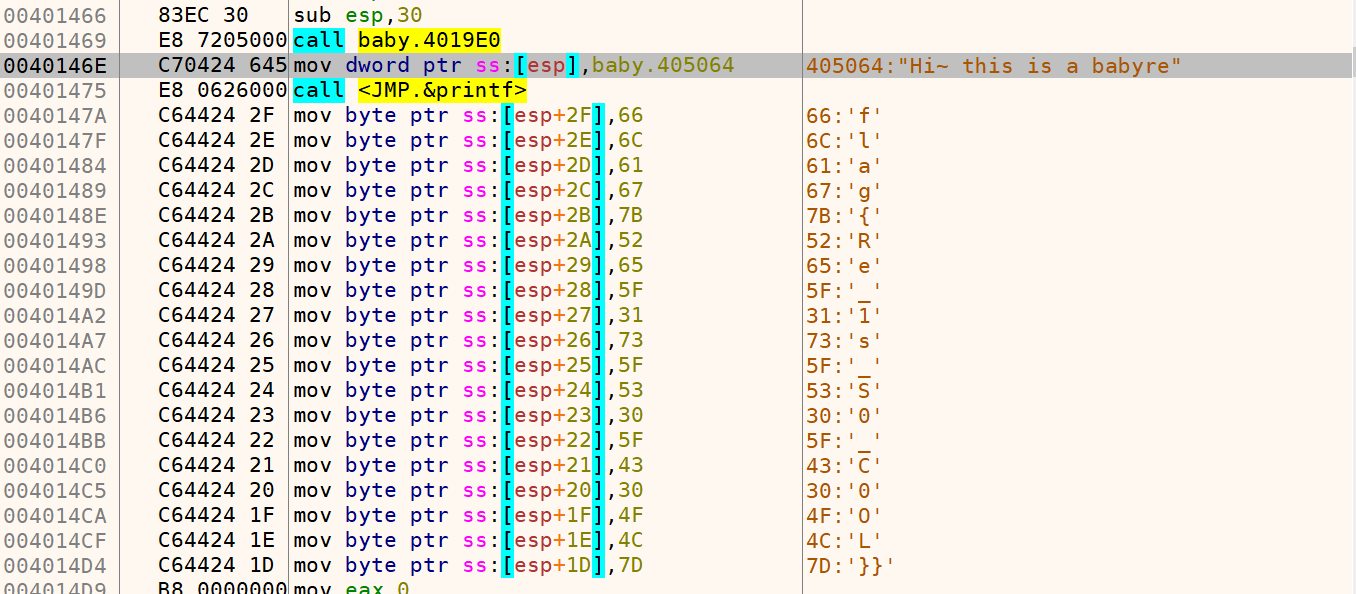 00401466 83EC 30 sub esp,30
00401469 E8 7205000 call baby.4019E0
0040146E C70424 645 mov dword ptr ss:[esp],baby.405064 405064:"Hi~ this is a babyre"
00401475 E8 0626000 call <JMP.&printf>
0040147A C64424 2F mov byte ptr ss:[esp+2F],66 66:'f'
0040147F C64424 2E mov byte ptr ss:[esp+2E],6C 6C:'l'
00401484 C64424 2D mov byte ptr ss:[esp+2D],61 61:'a'
00401489 C64424 2C mov byte ptr ss:[esp+2C],67 67:'g'
0040148E C64424 2B mov byte ptr ss:[esp+2B],7B 7B:'{'
00401493 C64424 2A mov byte ptr ss:[esp+2A],52 52:'R'
00401498 C64424 29 mov byte ptr ss:[esp+29],65 65:'e'
0040149D C64424 28 mov byte ptr ss:[esp+28],5F 5F:'_'
004014A2 C64424 27 mov byte ptr ss:[esp+27],31 31:'1'
004014A7 C64424 26 mov byte ptr ss:[esp+26],73 73:'s'
004014AC C64424 25 mov byte ptr ss:[esp+25],5F 5F:'_'
004014B1 C64424 24 mov byte ptr ss:[esp+24],53 53:'S'
004014B6 C64424 23 mov byte ptr ss:[esp+23],30 30:'0'
004014BB C64424 22 mov byte ptr ss:[esp+22],5F 5F:'_'
004014C0 C64424 21 mov byte ptr ss:[esp+21],43 43:'C'
004014C5 C64424 20 mov byte ptr ss:[esp+20],30 30:'0'
004014CA C64424 1F mov byte ptr ss:[esp+1F],4F 4F:'O'
004014CF C64424 1E mov byte ptr ss:[esp+1E],4C 4C:'L'
004014D4 C64424 1D mov byte ptr ss:[esp+1D],7D 7D:'}}'
004014D9 B8 0000000 mov eax,0